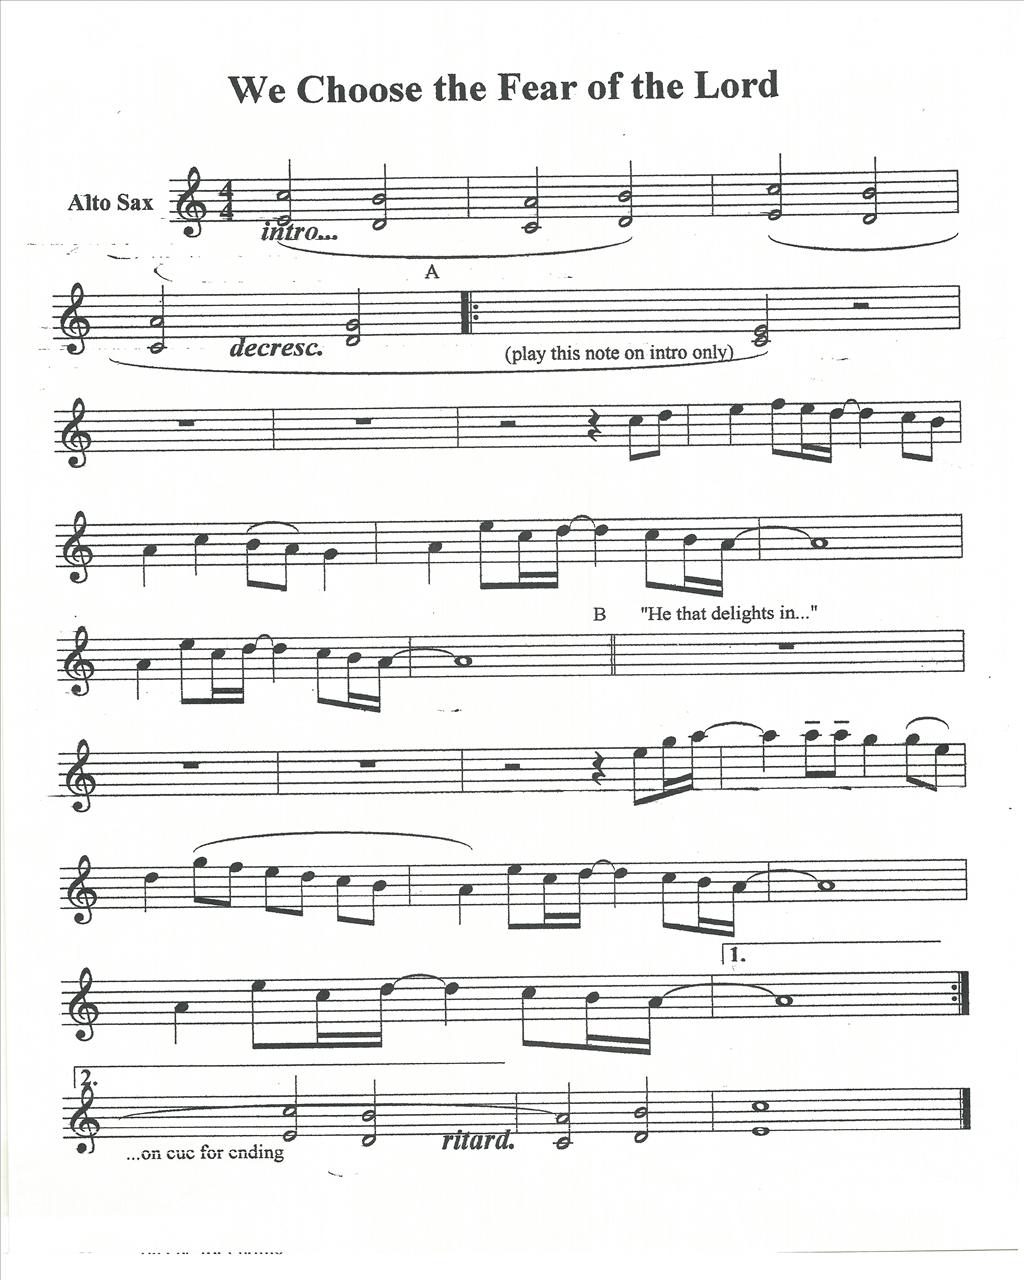 We Choose the Fear of the Lord
Alto Sax
4
4
intro...
A
decresc.
(play this note on intro only)
B "He that delights in..."
1.
2.
ritard.
...on cue for ending